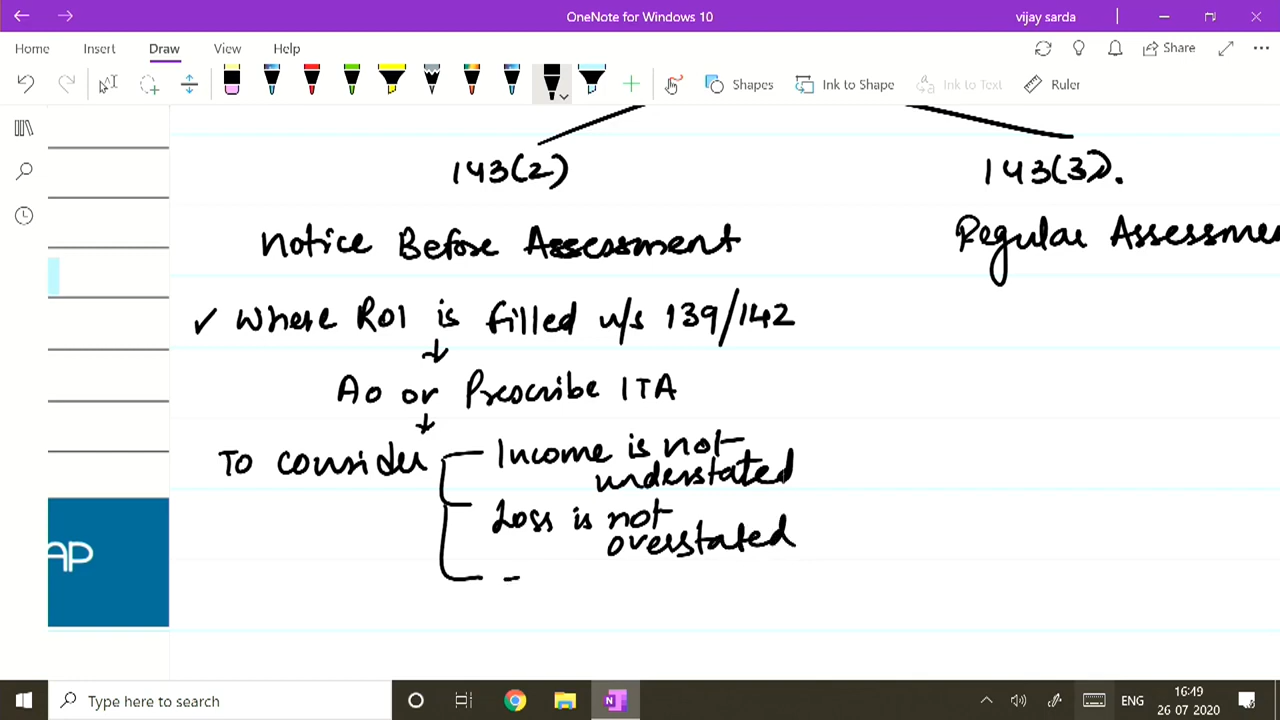 OneNote for Windows 10
vijay sarda
Home Insert Draw View Help
Share
Shapes
Ink to Shape
Ink to Text
Ruler
143(2)
143(3).
Notice Before Assessment
Regular Assessme
✓ Where ROI is filled u/s 139/142
AO or Prescribe ITA
To consider
Income is not
understated
Loss is not
overstated
AP
Type here to search
ENG
16:49
26-07-2020